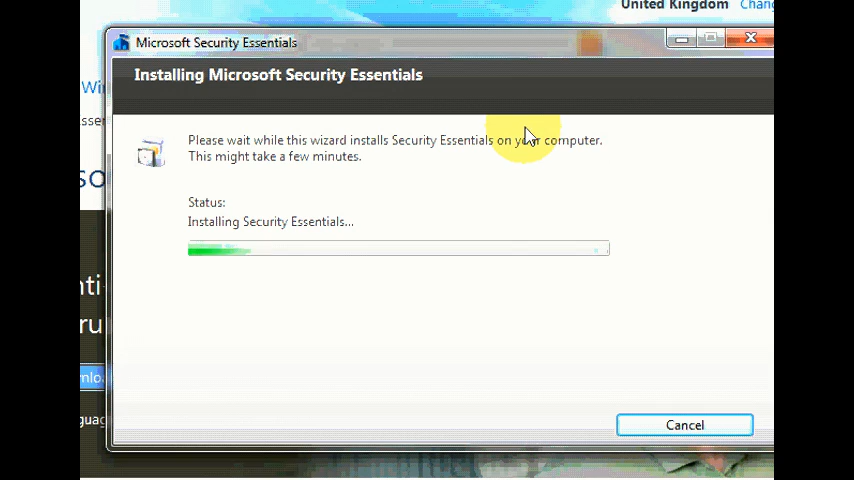 United Kingdom
Microsoft Security Essentials
Installing Microsoft Security Essentials
Please wait while this wizard installs Security Essentials on your computer.
This might take a few minutes.
Status:
Installing Security Essentials...
Cancel